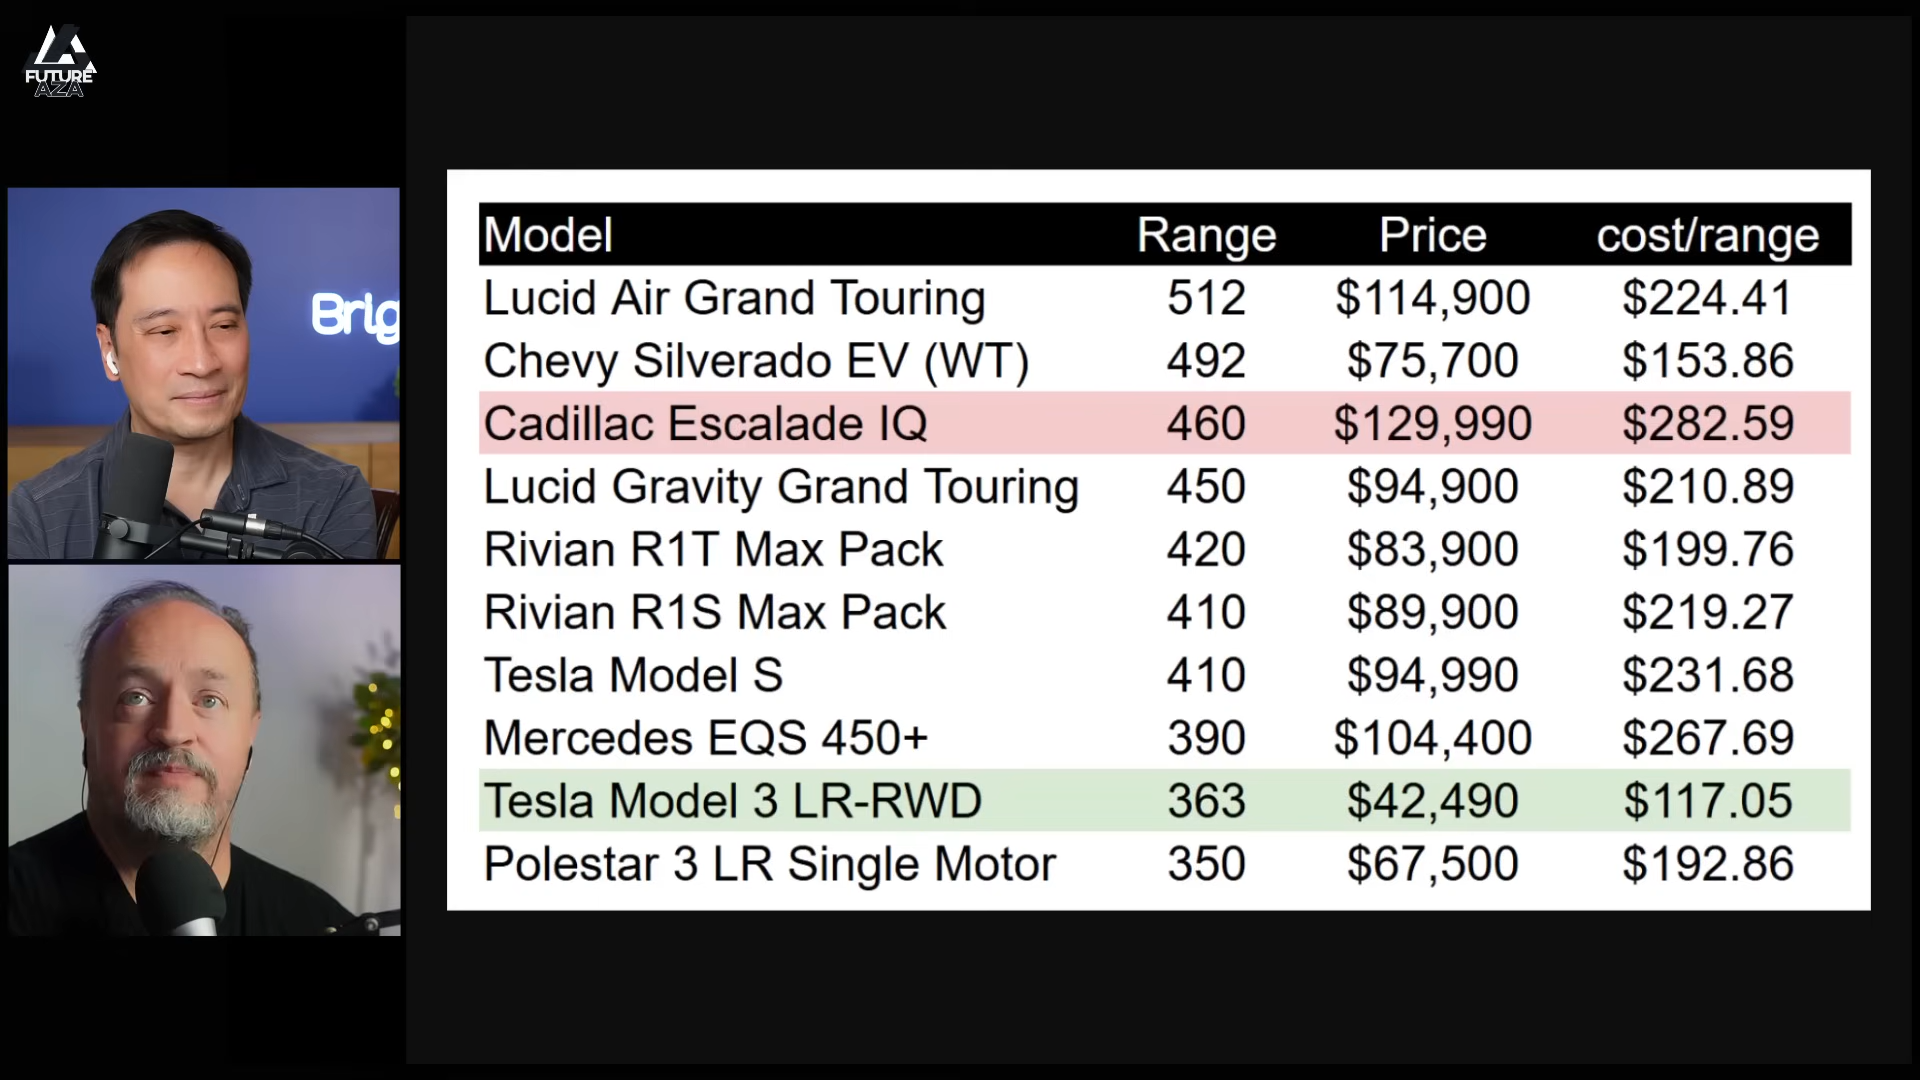 FUTURE
AZA
Brig
Model Range Price cost/range
Lucid Air Grand Touring 512 $114,900 $224.41
Chevy Silverado EV (WT) 492 $75,700 $153.86
Cadillac Escalade IQ 460 $129,990 $282.59
Lucid Gravity Grand Touring 450 $94,900 $210.89
Rivian R1T Max Pack 420 $83,900 $199.76
Rivian R1S Max Pack 410 $89,900 $219.27
Tesla Model S 410 $94,990 $231.68
Mercedes EQS 450+ 390 $104,400 $267.69
Tesla Model 3 LR-RWD 363 $42,490 $117.05
Polestar 3 LR Single Motor 350 $67,500 $192.86